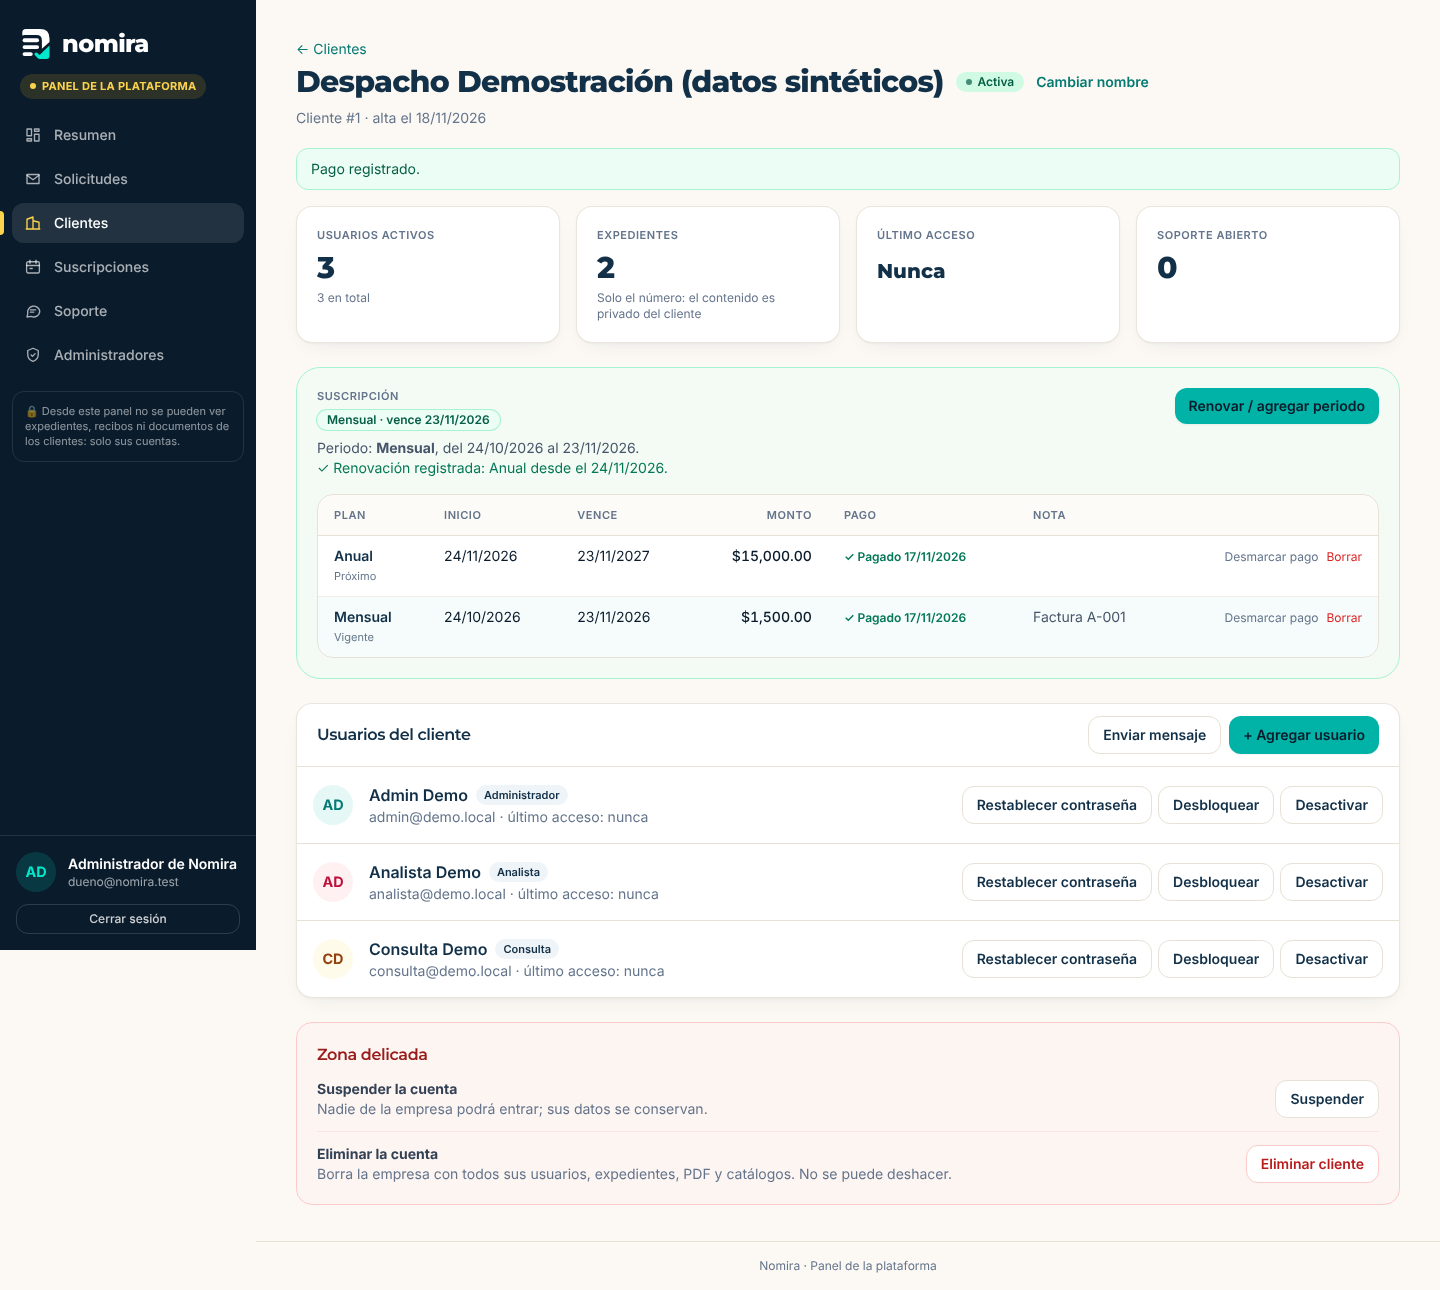 nomira
PANEL DE LA PLATAFORMA
Resumen
Solicitudes
Clientes
Suscripciones
Soporte
Administradores
🔒 Desde este panel no se pueden ver
expedientes, recibos ni documentos de
los clientes: solo sus cuentas.
AD
Administrador de Nomira
dueno@nomira.test
Cerrar sesión
← Clientes
Despacho Demostración (datos sintéticos)
Activa
Cambiar nombre
Cliente #1 · alta el 18/11/2026
Pago registrado.
USUARIOS ACTIVOS
3
3 en total
EXPEDIENTES
2
Solo el número: el contenido es
privado del cliente
ÚLTIMO ACCESO
Nunca
SOPORTE ABIERTO
0
SUSCRIPCIÓN
Mensual · vence 23/11/2026
Renovar / agregar periodo
Periodo: Mensual, del 24/10/2026 al 23/11/2026.
✓ Renovación registrada: Anual desde el 24/11/2026.
PLAN INICIO VENCE MONTO PAGO NOTA
Anual 24/11/2026 23/11/2027 $15,000.00 ✓ Pagado 17/11/2026 Desmarcar pago Borrar
Próximo
Mensual 24/10/2026 23/11/2026 $1,500.00 ✓ Pagado 17/11/2026 Factura A-001 Desmarcar pago Borrar
Vigente
Usuarios del cliente
Enviar mensaje
+ Agregar usuario
AD
Admin Demo Administrador
admin@demo.local · último acceso: nunca
Restablecer contraseña Desbloquear Desactivar
AD
Analista Demo Analista
analista@demo.local · último acceso: nunca
Restablecer contraseña Desbloquear Desactivar
CD
Consulta Demo Consulta
consulta@demo.local · último acceso: nunca
Restablecer contraseña Desbloquear Desactivar
Zona delicada
Suspender la cuenta
Nadie de la empresa podrá entrar; sus datos se conservan.
Suspender
Eliminar la cuenta
Borra la empresa con todos sus usuarios, expedientes, PDF y catálogos. No se puede deshacer.
Eliminar cliente
Nomira · Panel de la plataforma